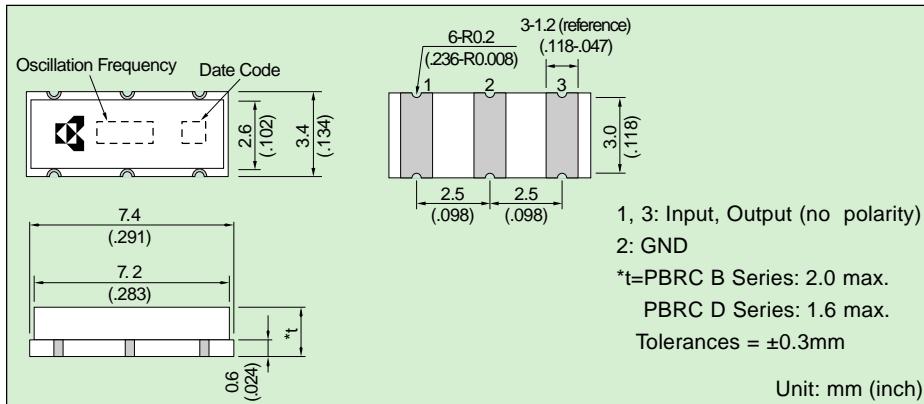 6-R0.2
(.236-R0.008)
3-1.2 (reference)
(.118-.047)
Oscillation Frequency
Date Code
1
2
3
2.6
(.102)
3.4
(.134)
3.0
(.118)
2.5
(.098)
2.5
(.098)
7.4
(.291)
7.2
(.283)
*t
0.6
(.024)
1, 3: Input, Output (no polarity)
2: GND
*t=PBRC B Series: 2.0 max.
PBRC D Series: 1.6 max.
Tolerances = ±0.3mm
Unit: mm (inch)